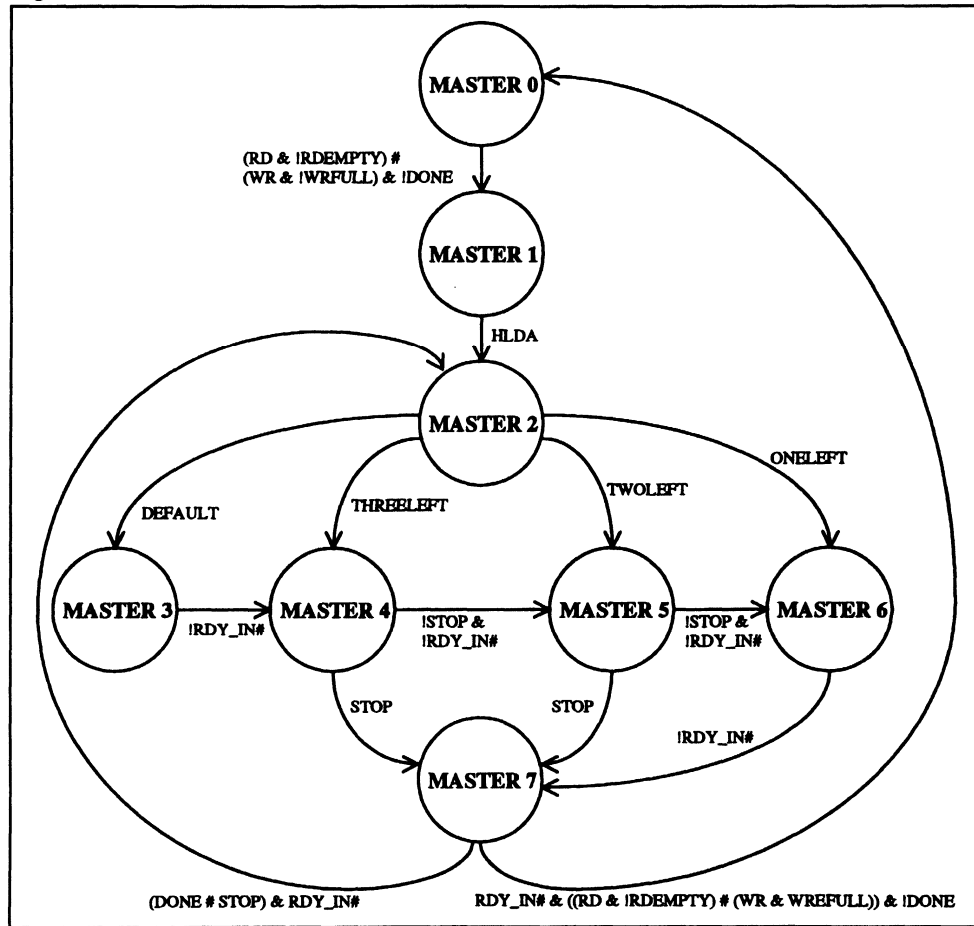 MASTER 0
(RD & !RDEMPTY) #
(WR & !WRFULL) & !DONE
MASTER 1
HLDA
MASTER 2
ONELEFT
TWOLEFT
THREELEFT
DEFAULT
MASTER 3
MASTER 4
MASTER 5
MASTER 6
!RDY_IN#
!STOP &
!RDY_IN#
!STOP &
!RDY_IN#
STOP
STOP
!RDY_IN#
MASTER 7
(DONE # STOP) & RDY_IN#
RDY_IN# & ((RD & !RDEMPTY) # (WR & WREFULL)) & !DONE